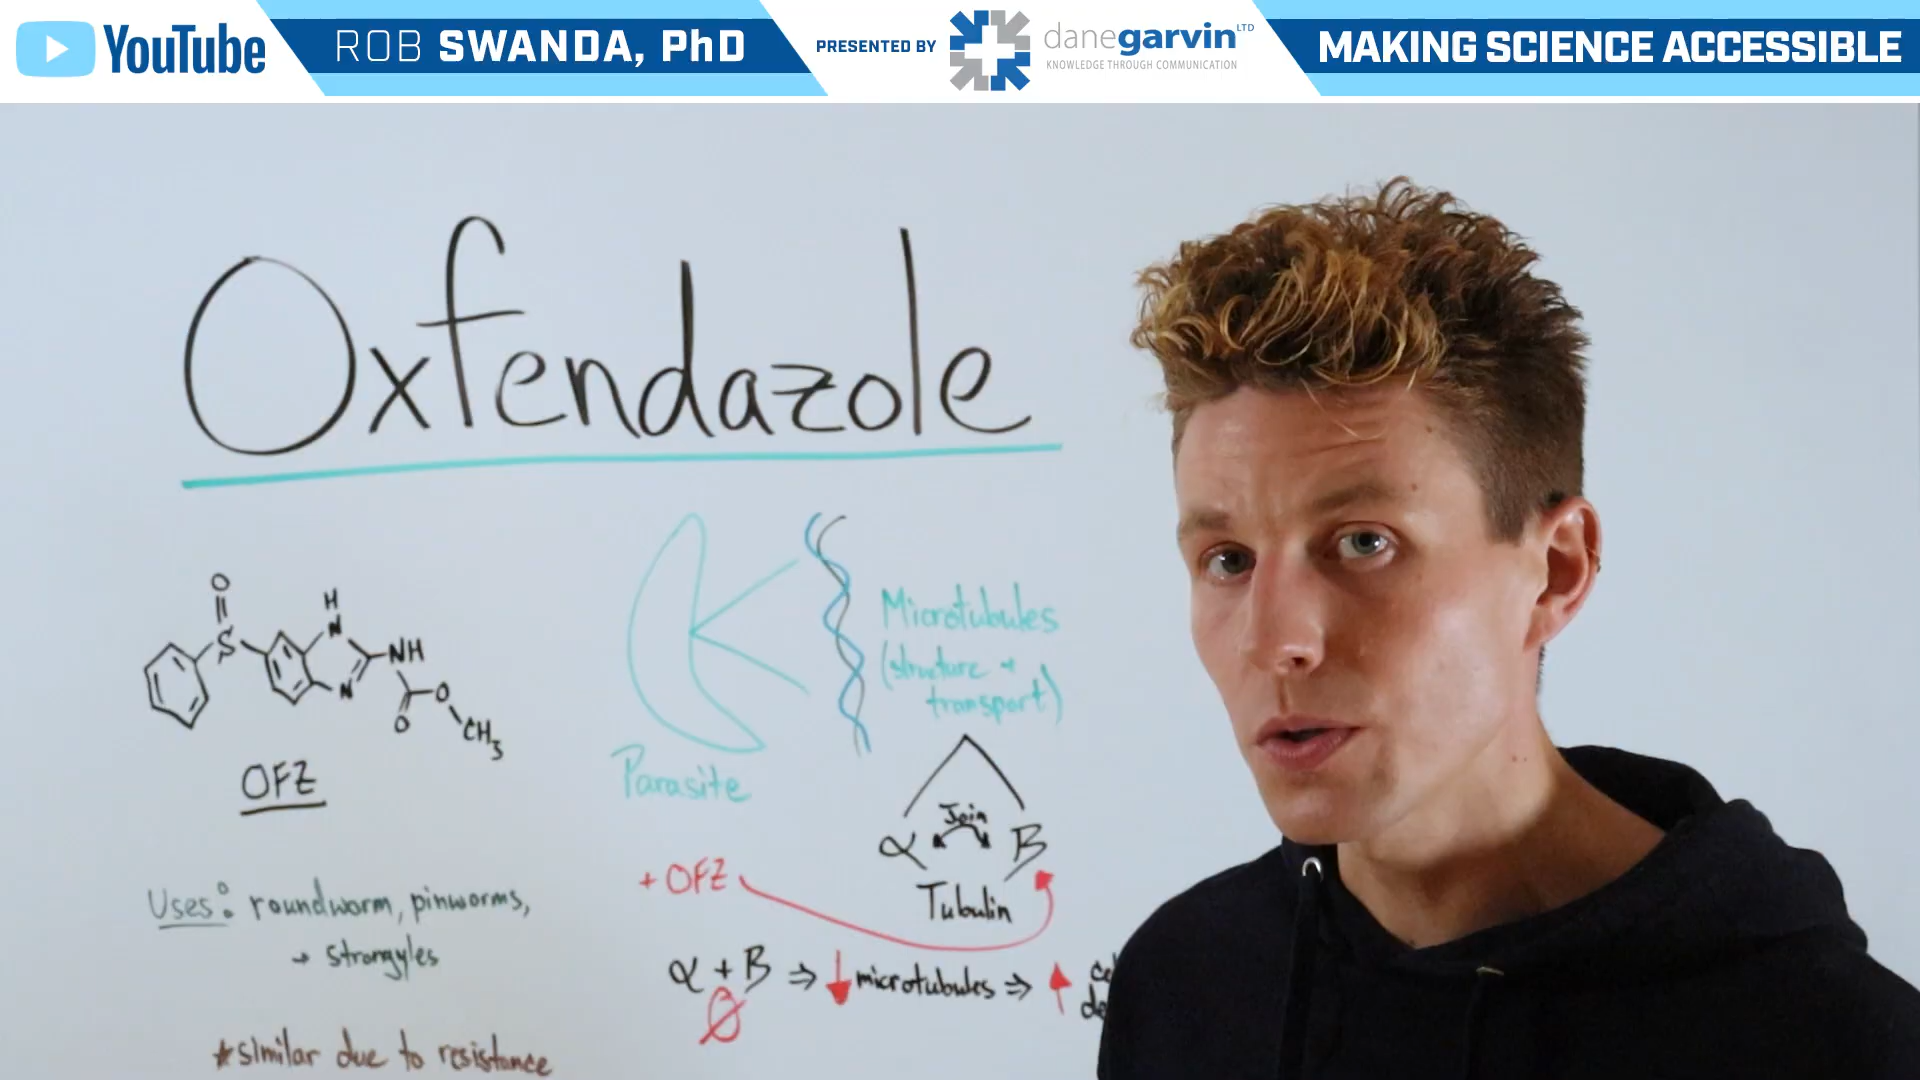 YouTube
ROB SWANDA, PhD
PRESENTED BY
danegarvin LTD
KNOWLEDGE THROUGH COMMUNICATION
MAKING SCIENCE ACCESSIBLE
Oxfendazole
O
S
H
N
N
NH
O
O
CH3
OFZ
Microtubules
(structure +
transport)
Parasite
Join
α B
Tubulin
+ OFZ
Uses: roundworm, pinworms,
→ strongyles
α + B ⇒ ↓ microtubules ⇒ ↑
*similar due to resistance